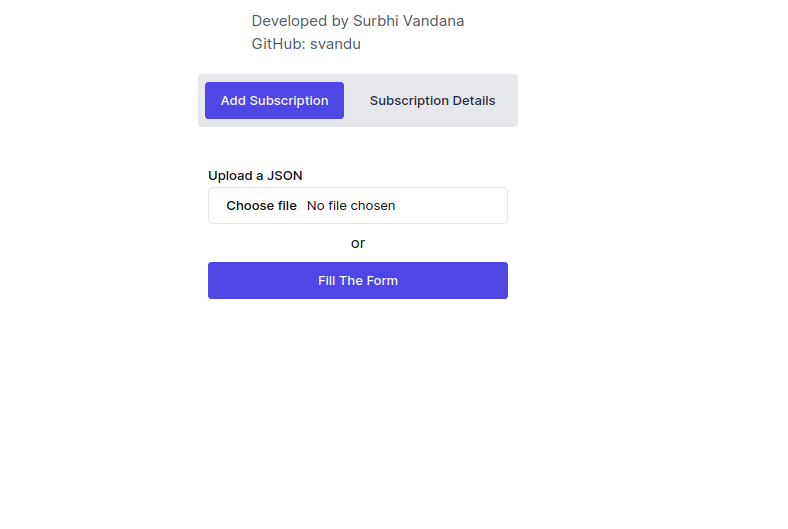 Developed by Surbhi Vandana
GitHub: svandu
Add Subscription Subscription Details
Upload a JSON
Choose file No file chosen
or
Fill The Form